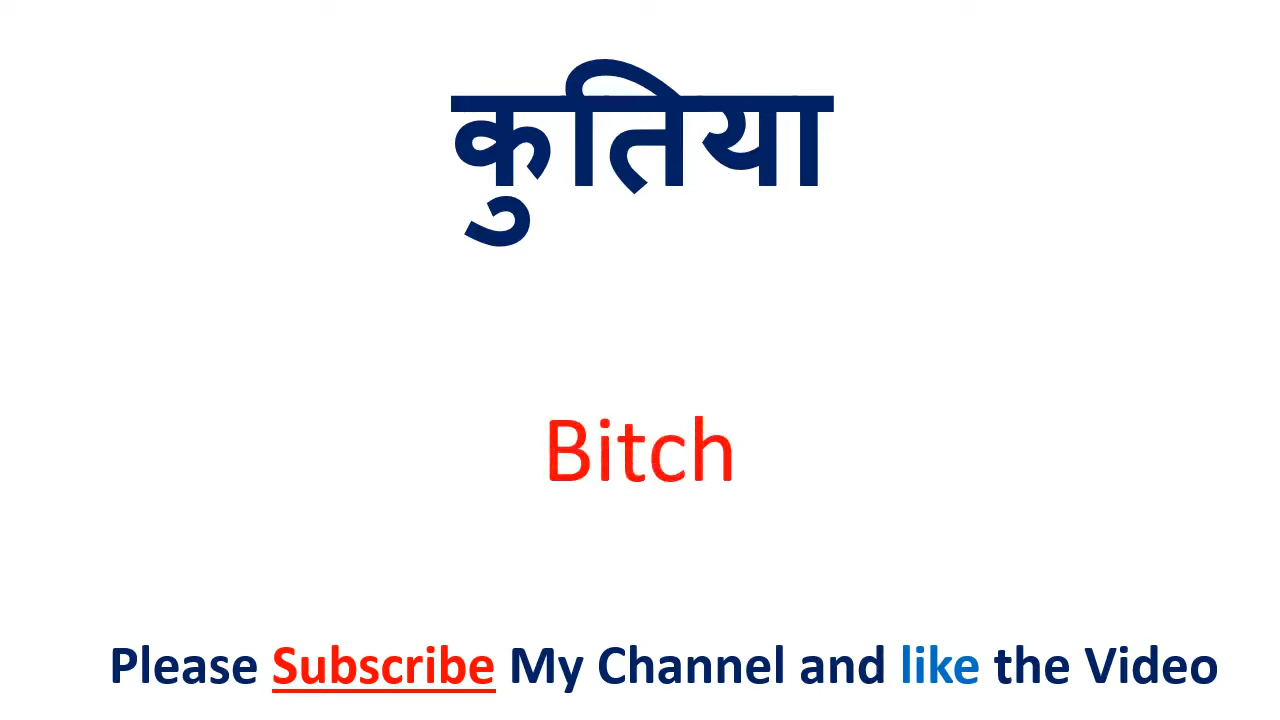 कुतिया
Bitch
Please Subscribe My Channel and like the Video